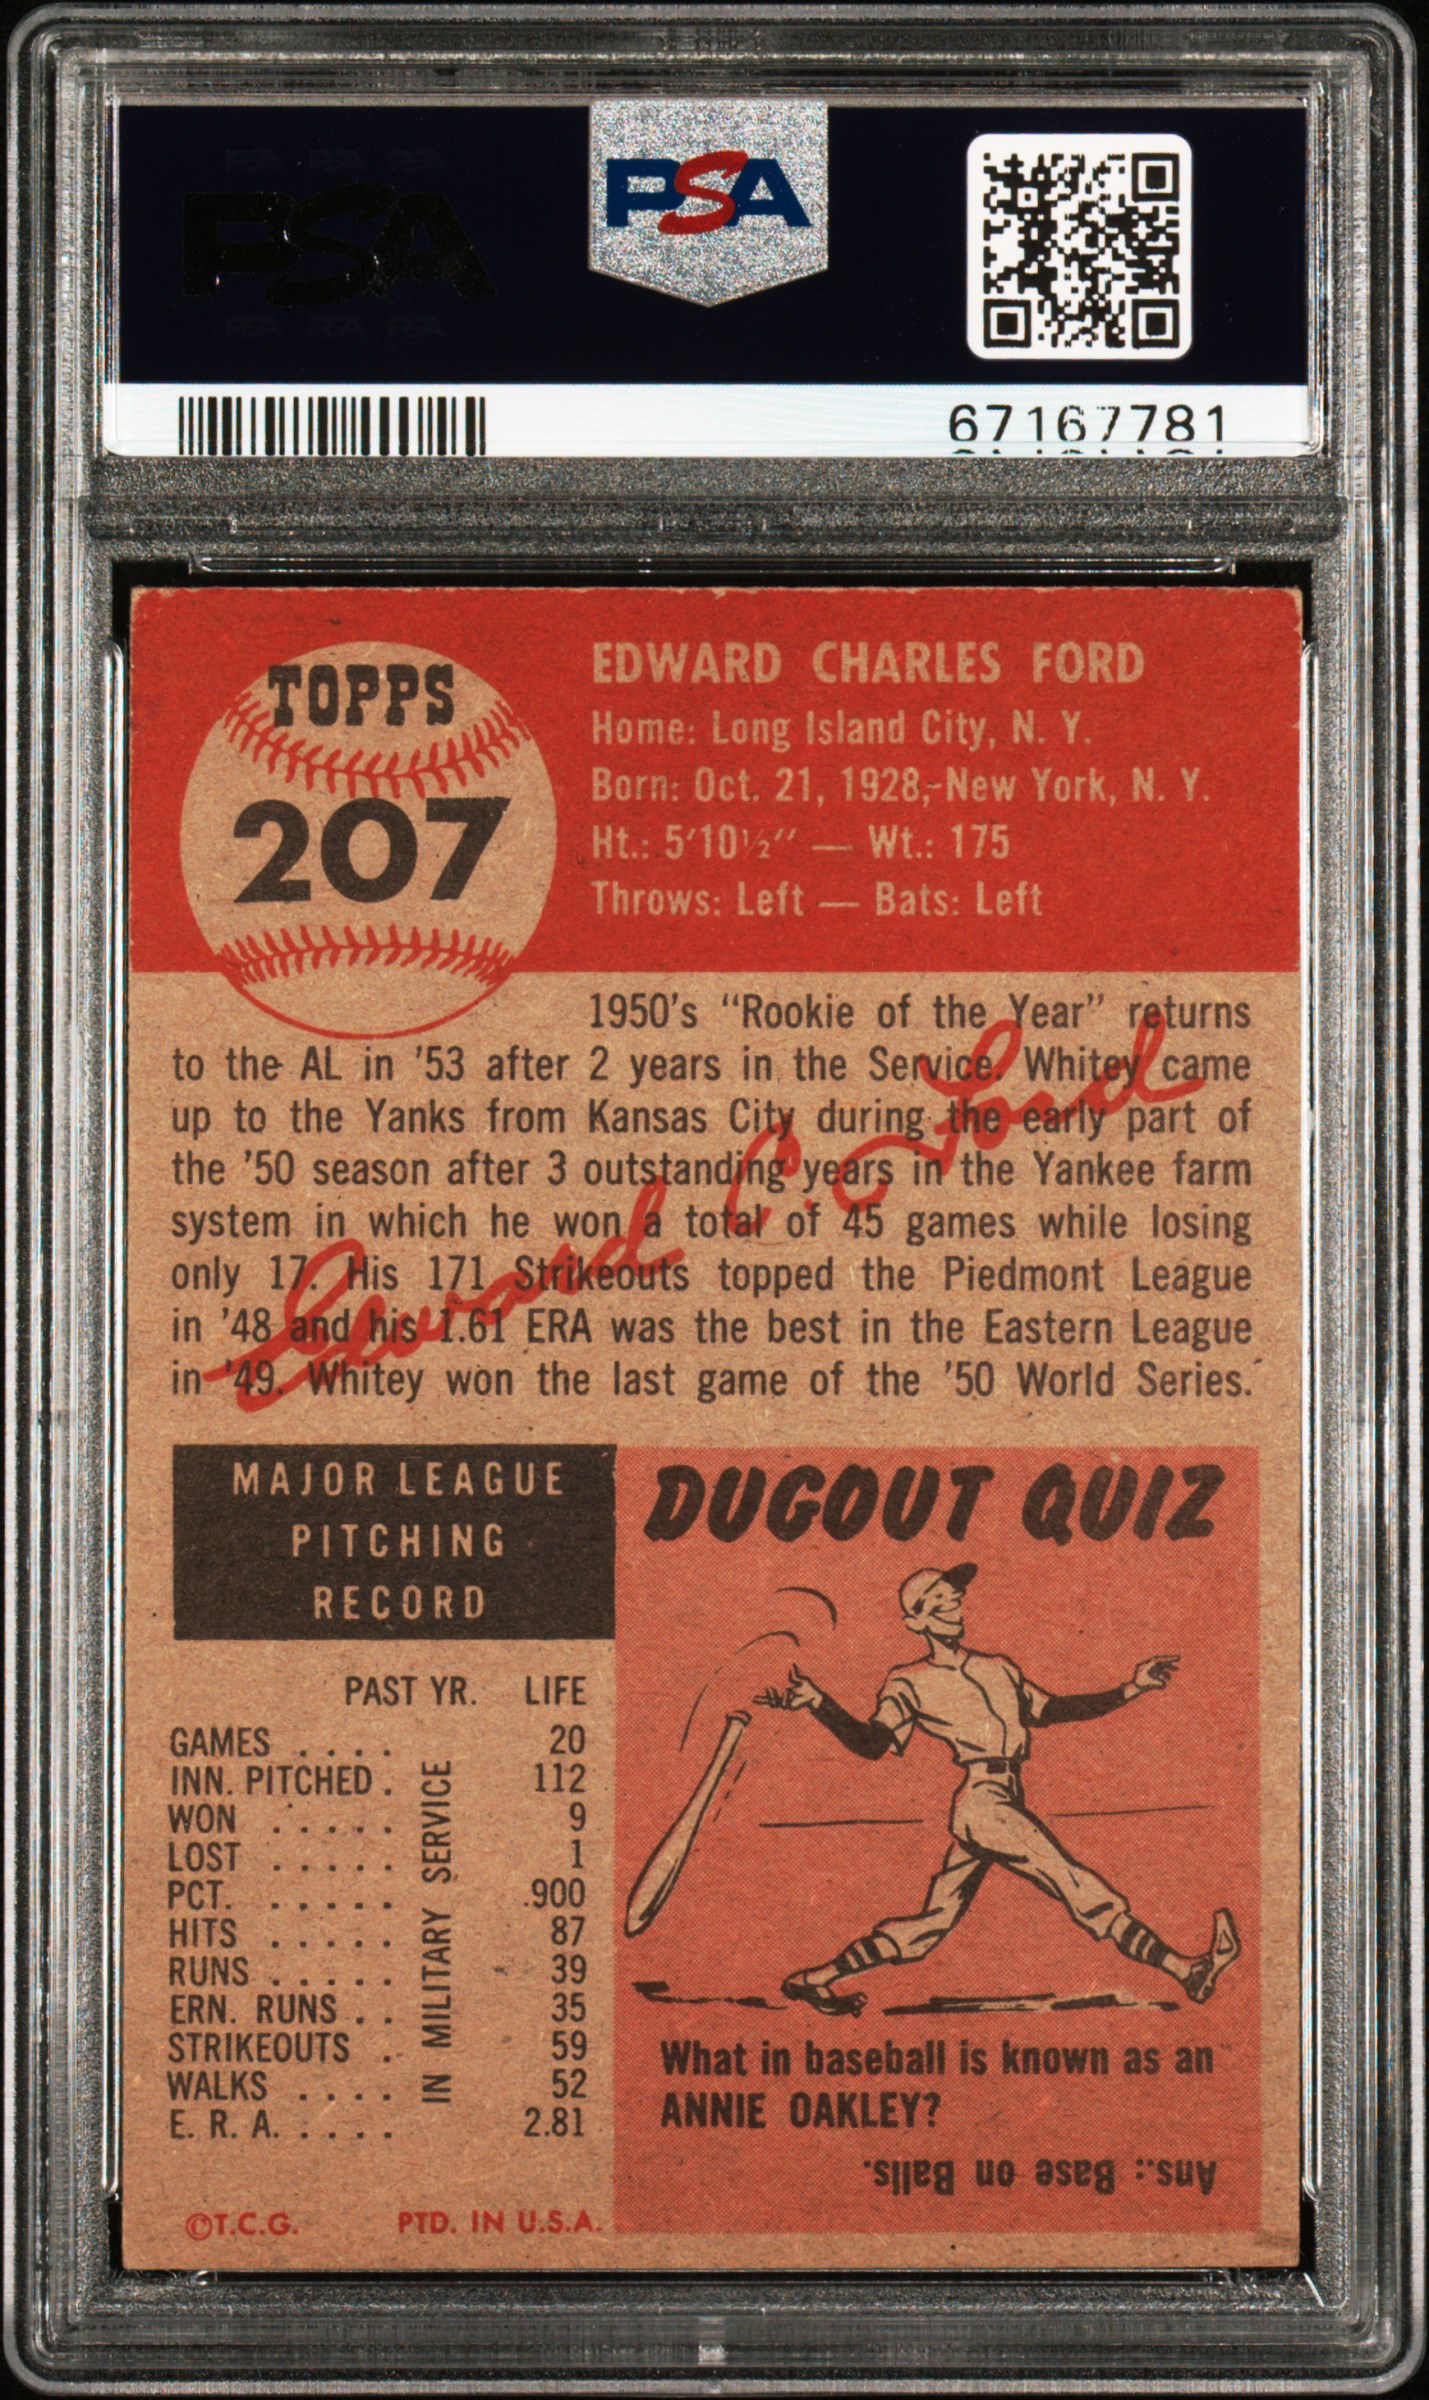 PSA
PSA PSA PSA
PSA
PSA PSA PSA
67167781
TOPPS
207
EDWARD CHARLES FORD
Home: Long Island City, N. Y.
Born: Oct. 21, 1928,-New York, N. Y.
Ht.: 5'10½" — Wt.: 175
Throws: Left — Bats: Left
1950's "Rookie of the Year" returns
to the AL in '53 after 2 years in the Service. Whitey came
up to the Yanks from Kansas City during the early part of
the '50 season after 3 outstanding years in the Yankee farm
system in which he won a total of 45 games while losing
only 17. His 171 Strikeouts topped the Piedmont League
in '48 and his 1.61 ERA was the best in the Eastern League
in '49. Whitey won the last game of the '50 World Series.
Edward C. Ford
MAJOR LEAGUE
PITCHING
RECORD
PAST YR. LIFE
GAMES . . . . 20
INN. PITCHED . 112
WON . . . . . 9
LOST . . . . . 1
PCT. . . . . . .900
HITS . . . . . 87
RUNS . . . . . 39
ERN. RUNS . . 35
STRIKEOUTS . 59
WALKS . . . . 52
E. R. A. . . . . . 2.81
IN MILITARY SERVICE
©T.C.G. PTD. IN U.S.A.
DUGOUT QUIZ
What in baseball is known as an
ANNIE OAKLEY?
Ans.: Base on Balls.